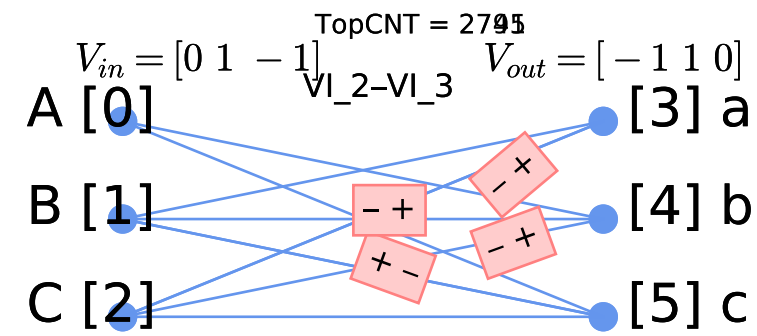 TopCNT =
V_in = [0 1 − 1] V_out = [− 1 1 0]
VI_2–VI_3
A [0] [3] a
− +
B [1] − + [4] b
− +
+ −
C [2] [5] c